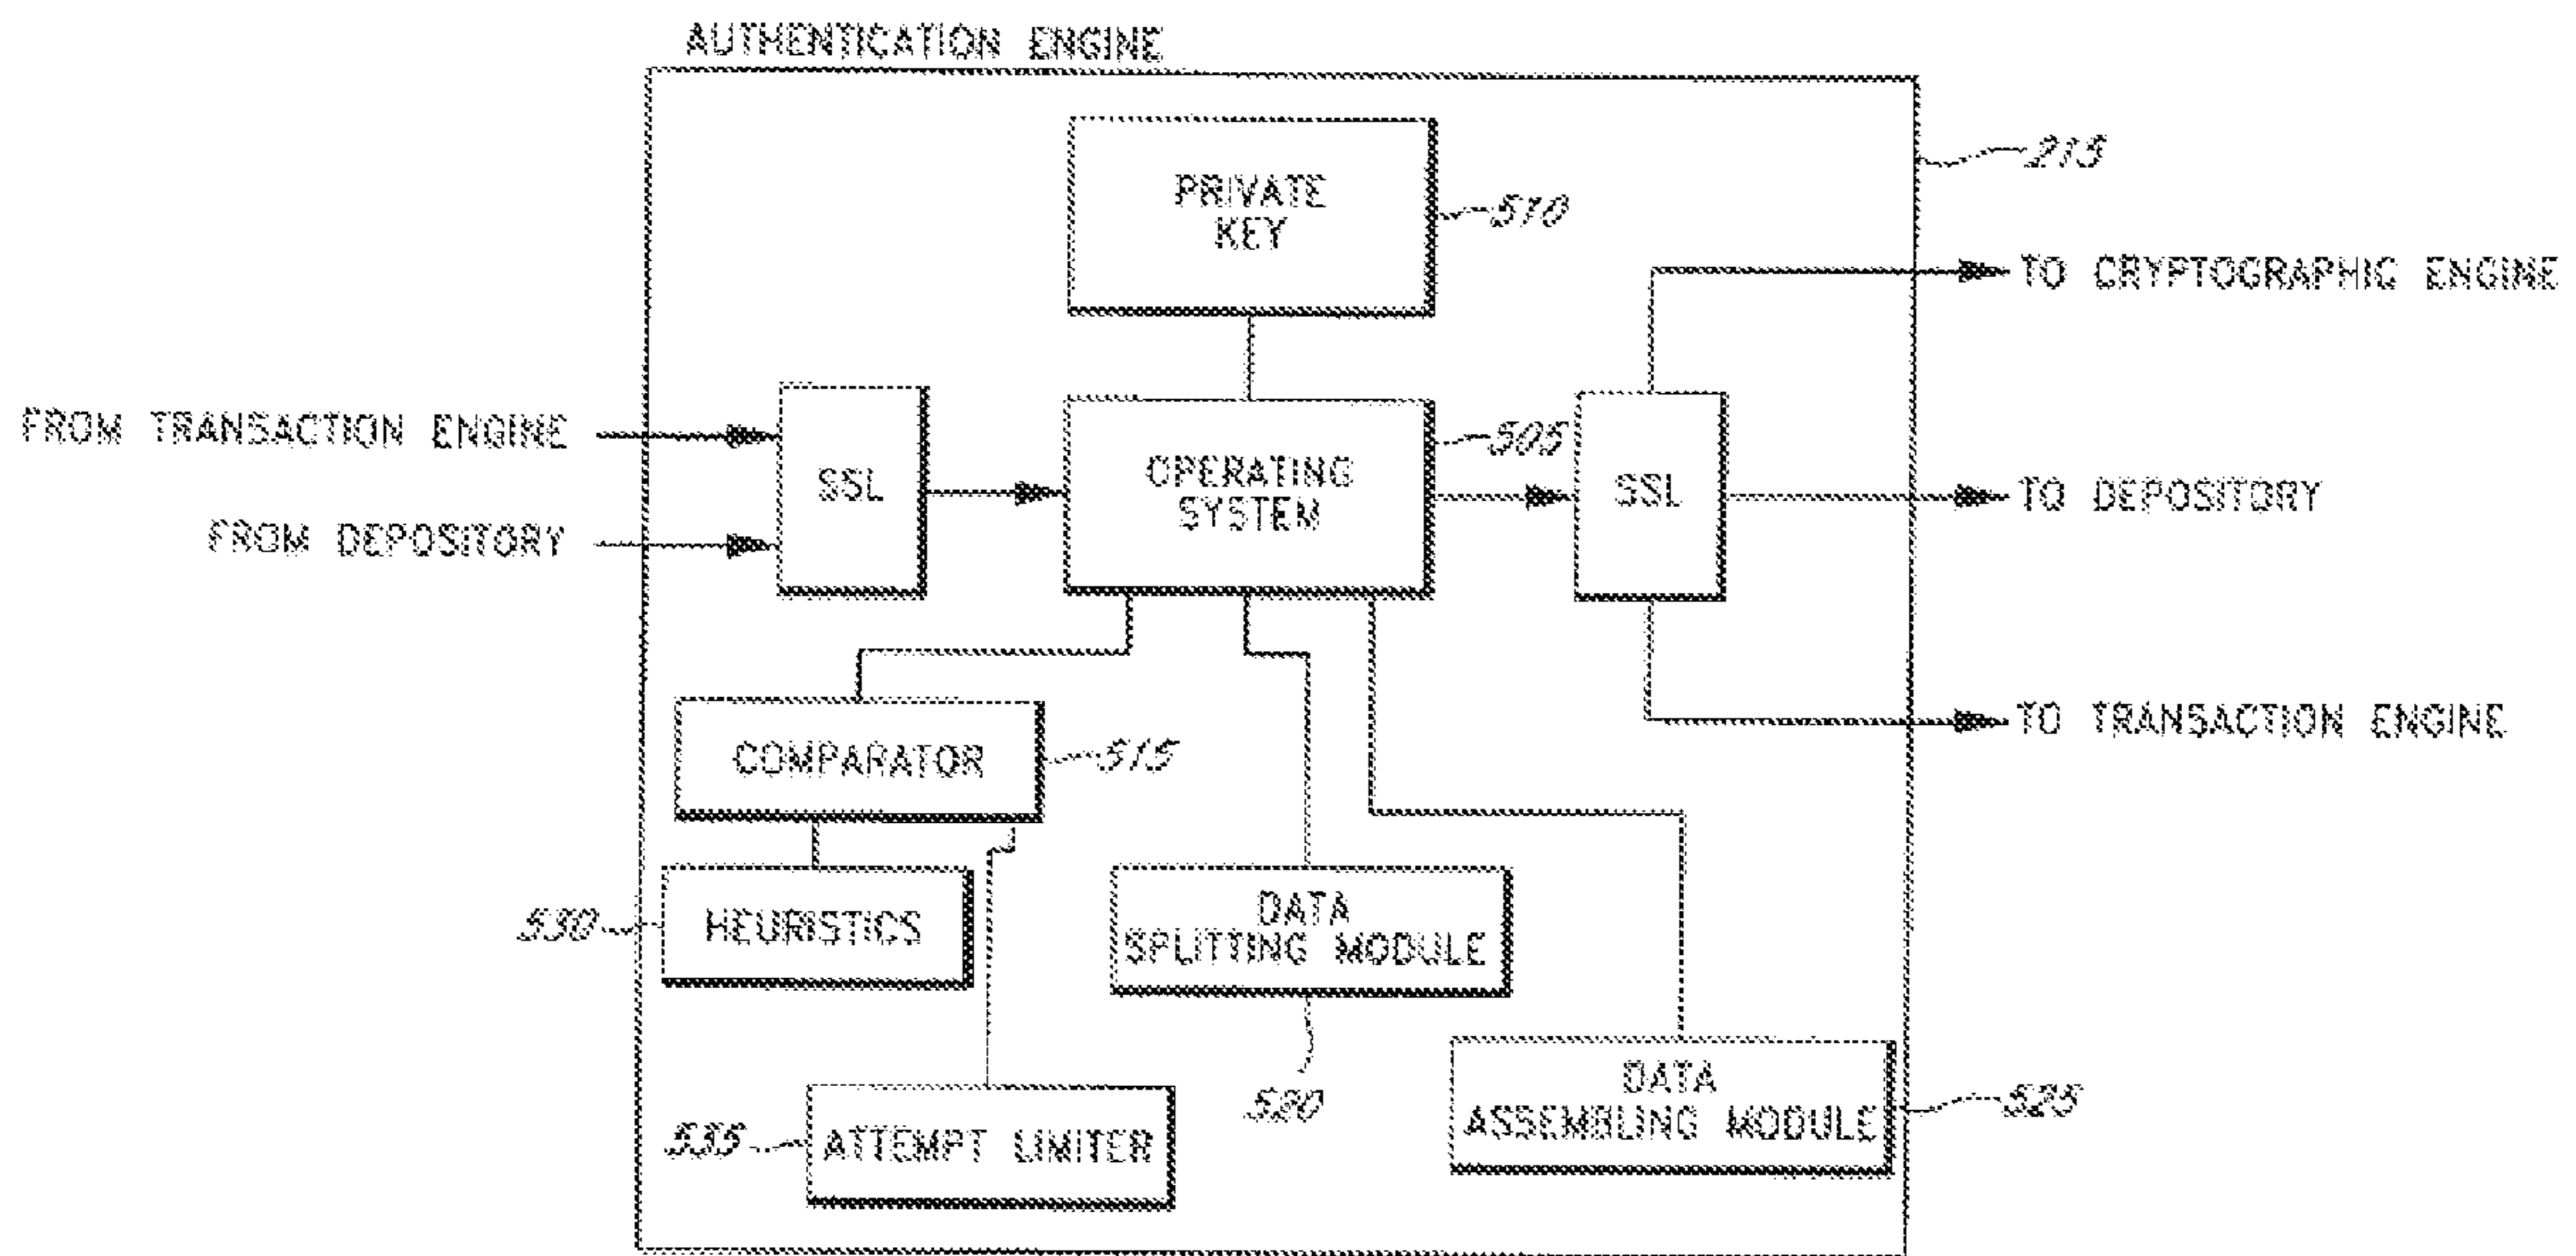 AUTHENTICATION ENGINE
215
PRIVATE
KEY
510
TO CRYPTOGRAPHIC ENGINE
FROM TRANSACTION ENGINE
SSL
OPERATING
SYSTEM
505
SSL
TO DEPOSITORY
FROM DEPOSITORY
TO TRANSACTION ENGINE
COMPARATOR
515
530
HEURISTICS
DATA
SPLITTING MODULE
520
DATA
ASSEMBLING MODULE
525
535
ATTEMPT LIMITER